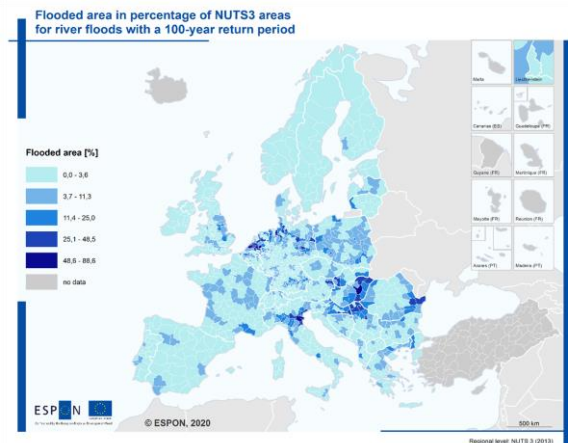 Flooded area in percentage of NUTS3 areas
for river floods with a 100-year return period
Malta
Liechtenstein
Canarias (ES)
Guadeloupe (FR)
Guyane (FR)
Martinique (FR)
Mayotte (FR)
Réunion (FR)
Azores (PT)
Madeira (PT)
Flooded area [%]
0,0 - 3,6
3,7 - 11,3
11,4 - 25,0
25,1 - 48,5
48,6 - 88,6
no data
ESPON
© ESPON, 2020
500 km
Regional level: NUTS 3 (2013)